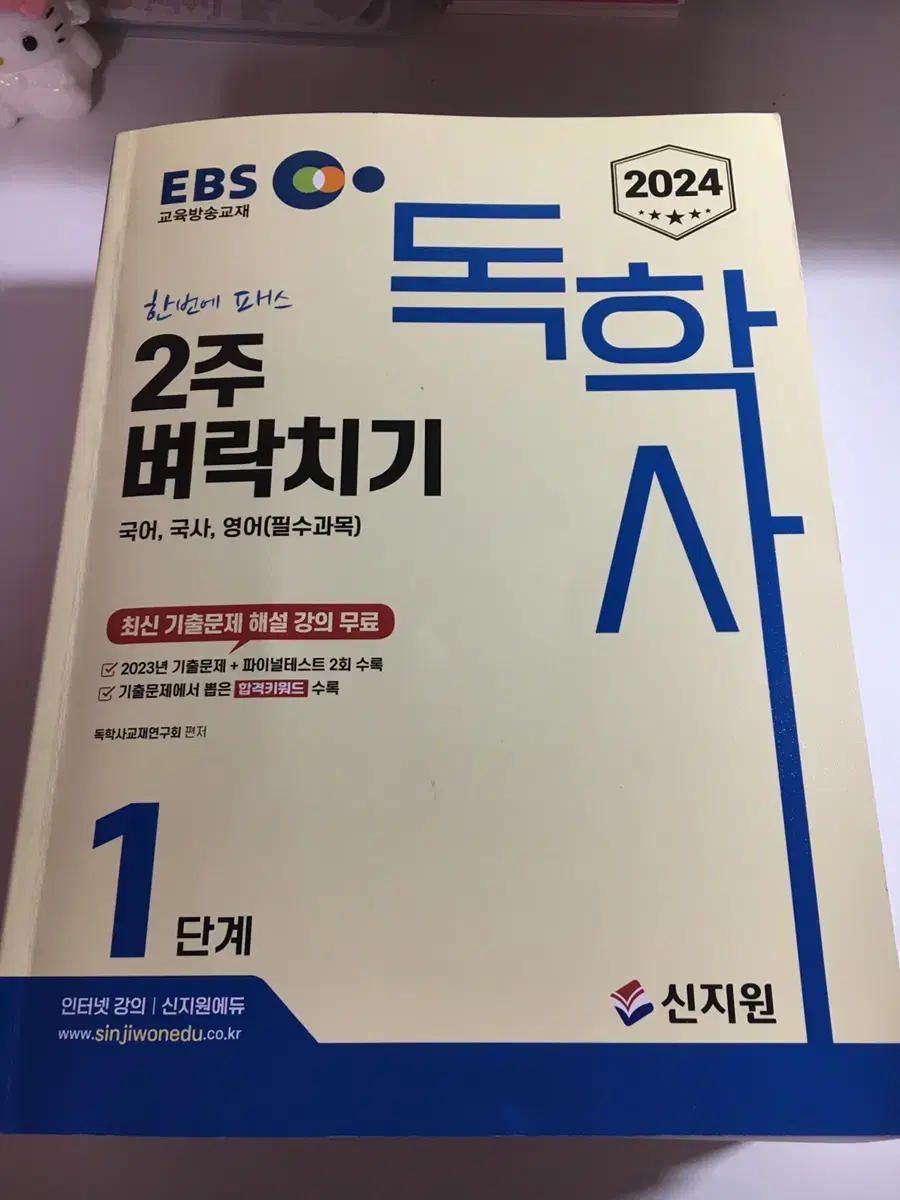 EBS
교육방송교재
2024
독학사
한번에 패스
2주
벼락치기
국어, 국사, 영어(필수과목)
최신 기출문제 해설 강의 무료
2023년 기출문제 + 파이널테스트 2회 수록
기출문제에서 뽑은 합격키워드 수록
독학사교재연구회 편저
1단계
인터넷 강의 | 신지원에듀
www.sinjiwonedu.co.kr
신지원